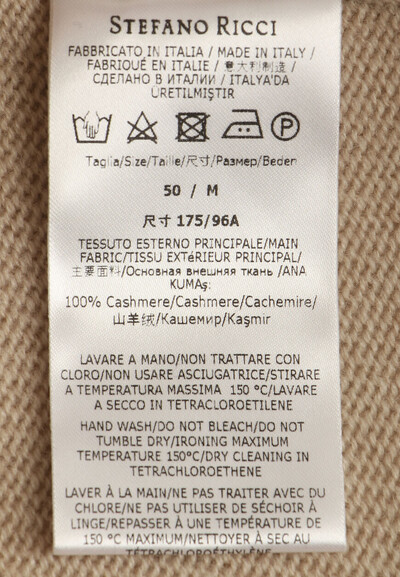 STEFANO RICCI
FABBRICATO IN ITALIA / MADE IN ITALY /
FABRIQUÉ EN ITALIE / 意大利制造 /
СДЕЛАНО В ИТАЛИИ / ITALYA'DA
ÜRETILMIŞTIR
P
Taglia/Size/Taille/尺寸/Размер/Beden
50 / M
尺寸 175/96A
TESSUTO ESTERNO PRINCIPALE/MAIN
FABRIC/TISSU EXTéRIEUR PRINCIPAL/
主要面料/Основная внешняя ткань /ANA
KUMAş:
100% Cashmere/Cashmere/Cachemire/
山羊绒/Кашемир/Kaşmir
LAVARE A MANO/NON TRATTARE CON
CLORO/NON USARE ASCIUGATRICE/STIRARE
A TEMPERATURA MASSIMA 150 °C/LAVARE
A SECCO IN TETRACLOROETILENE
HAND WASH/DO NOT BLEACH/DO NOT
TUMBLE DRY/IRONING MAXIMUM
TEMPERATURE 150°C/DRY CLEANING IN
TETRACHLOROETHENE
LAVER À LA MAIN/NE PAS TRAITER AVEC DU
CHLORE/NE PAS UTILISER DE SÉCHOIR À
LINGE/REPASSER À UNE TEMPÉRATURE DE
150 °C MAXIMUM/NETTOYER À SEC AU
TÉTRACHLOROÉTHYLÈNE